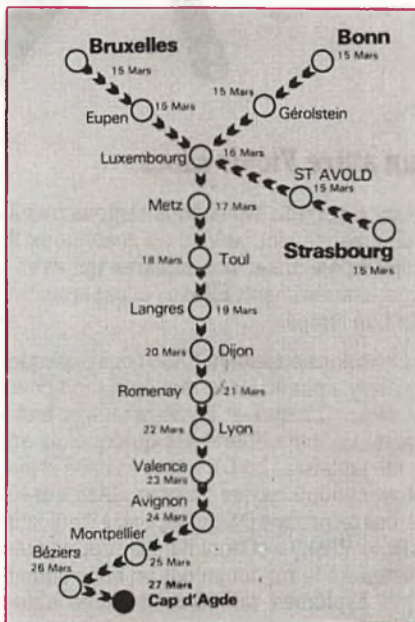 Bruxelles
15 Mars
Bonn
15 Mars
15 Mars
Eupen
15 Mars
Gérolstein
Luxembourg
16 Mars
ST AVOLD
15 Mars
Metz
17 Mars
Strasbourg
15 Mars
18 Mars
Toul
Langres
19 Mars
20 Mars
Dijon
Romenay
21 Mars
22 Mars
Lyon
Valence
23 Mars
Avignon
24 Mars
Montpellier
25 Mars
Béziers
26 Mars
27 Mars
Cap d'Agde